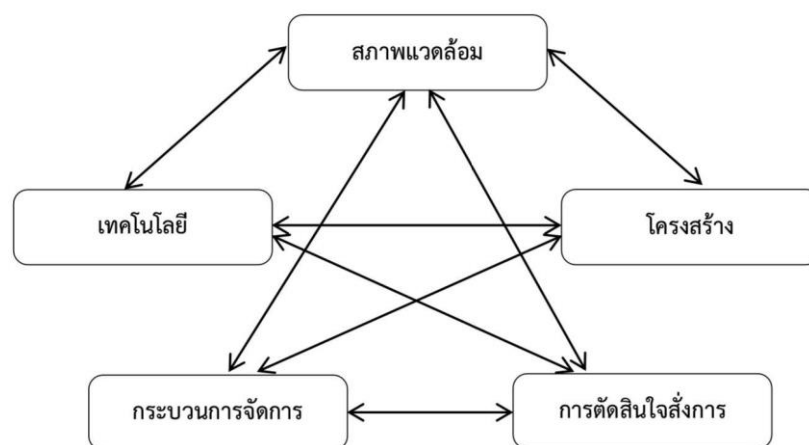 สภาพแวดล้อม
เทคโนโลยี
โครงสร้าง
กระบวนการจัดการ
การตัดสินใจสั่งการ